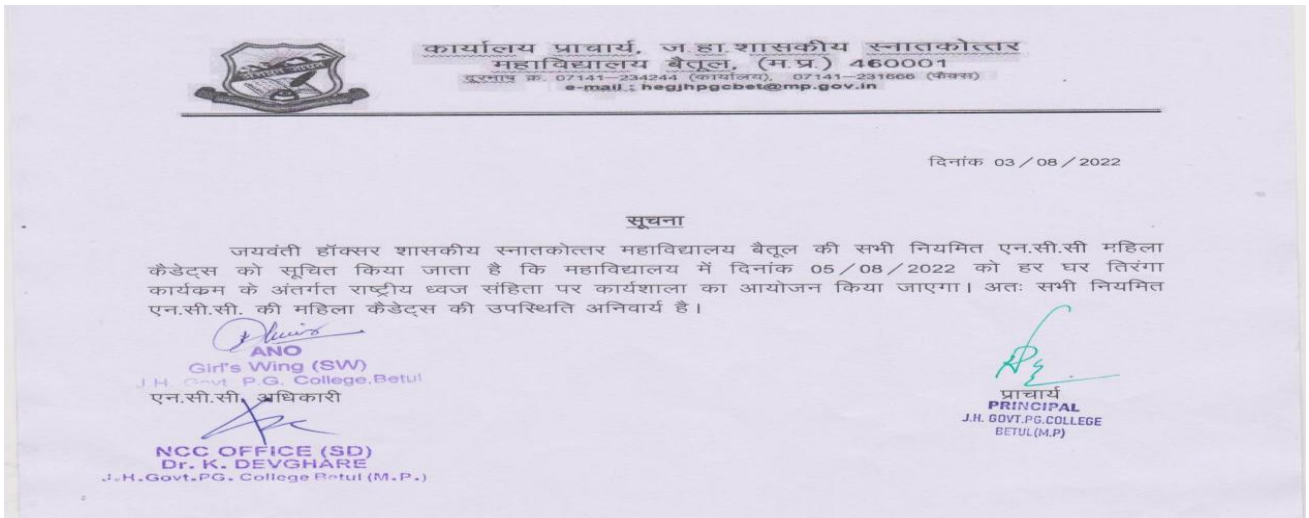 कार्यालय प्राचार्य, ज.हा.शासकीय स्नातकोत्तर
महाविद्यालय बैतूल, (म.प्र.) 460001
दूरभाष क्र. 07141–234244 (कार्यालय), 07141–231666 (फैक्स)
e-mail : hegjhpgcbet@mp.gov.in
दिनांक 03/08/2022
सूचना
जयवंती हॉक्सर शासकीय स्नातकोत्तर महाविद्यालय बैतूल की सभी नियमित एन.सी.सी महिला
कैडेट्स को सूचित किया जाता है कि महाविद्यालय में दिनांक 05/08/2022 को हर घर तिरंगा
कार्यक्रम के अंतर्गत राष्ट्रीय ध्वज संहिता पर कार्यशाला का आयोजन किया जाएगा। अतः सभी नियमित
एन.सी.सी. की महिला कैडेट्स की उपस्थिति अनिवार्य है।
ANO
Girl's Wing (SW)
J.H. Govt. P.G. College,Betul
एन.सी.सी. अधिकारी
NCC OFFICE (SD)
Dr. K. DEVGHARE
J.H.Govt.PG. College Betul (M.P.)
प्राचार्य
PRINCIPAL
J.H. GOVT.PG.COLLEGE
BETUL(M.P)